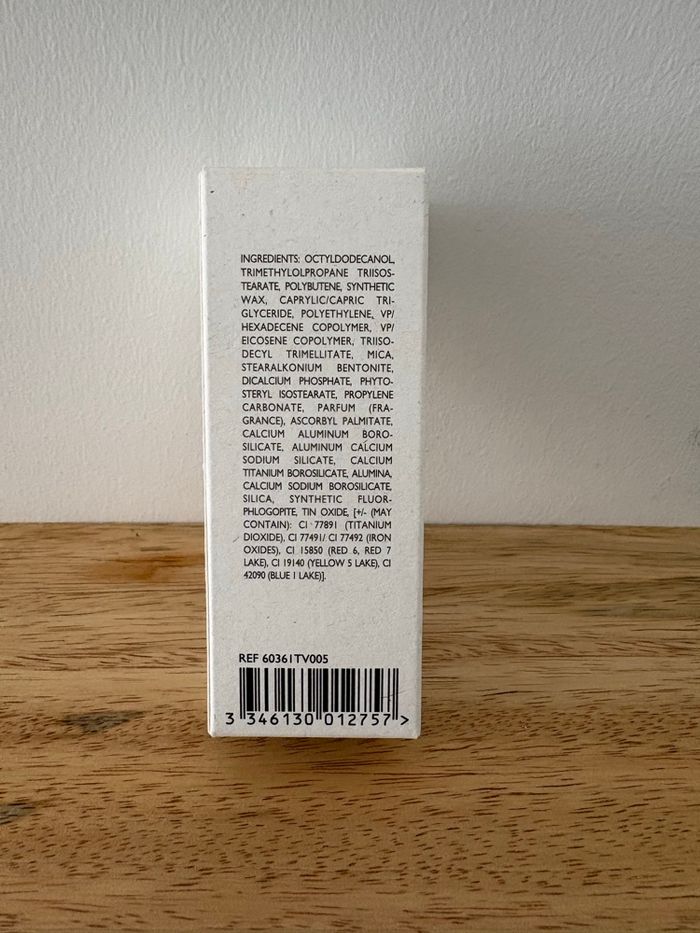 INGREDIENTS: OCTYLDODECANOL,
TRIMETHYLOLPROPANE TRIISOS-
TEARATE, POLYBUTENE, SYNTHETIC
WAX, CAPRYLIC/CAPRIC TRI-
GLYCERIDE, POLYETHYLENE, VP/
HEXADECENE COPOLYMER, VP/
EICOSENE COPOLYMER, TRIISO-
DECYL TRIMELLITATE, MICA,
STEARALKONIUM BENTONITE,
DICALCIUM PHOSPHATE, PHYTO-
STERYL ISOSTEARATE, PROPYLENE
CARBONATE, PARFUM (FRA-
GRANCE), ASCORBYL PALMITATE,
CALCIUM ALUMINUM BORO-
SILICATE, ALUMINUM CALCIUM
SODIUM SILICATE, CALCIUM
TITANIUM BOROSILICATE, ALUMINA,
CALCIUM SODIUM BOROSILICATE,
SILICA, SYNTHETIC FLUOR-
PHLOGOPITE, TIN OXIDE, [+/- (MAY
CONTAIN): CI 77891 (TITANIUM
DIOXIDE), CI 77491/ CI 77492 (IRON
OXIDES), CI 15850 (RED 6, RED 7
LAKE), CI 19140 (YELLOW 5 LAKE), CI
42090 (BLUE 1 LAKE)].
REF 60361TV005
3 346130 012757 >